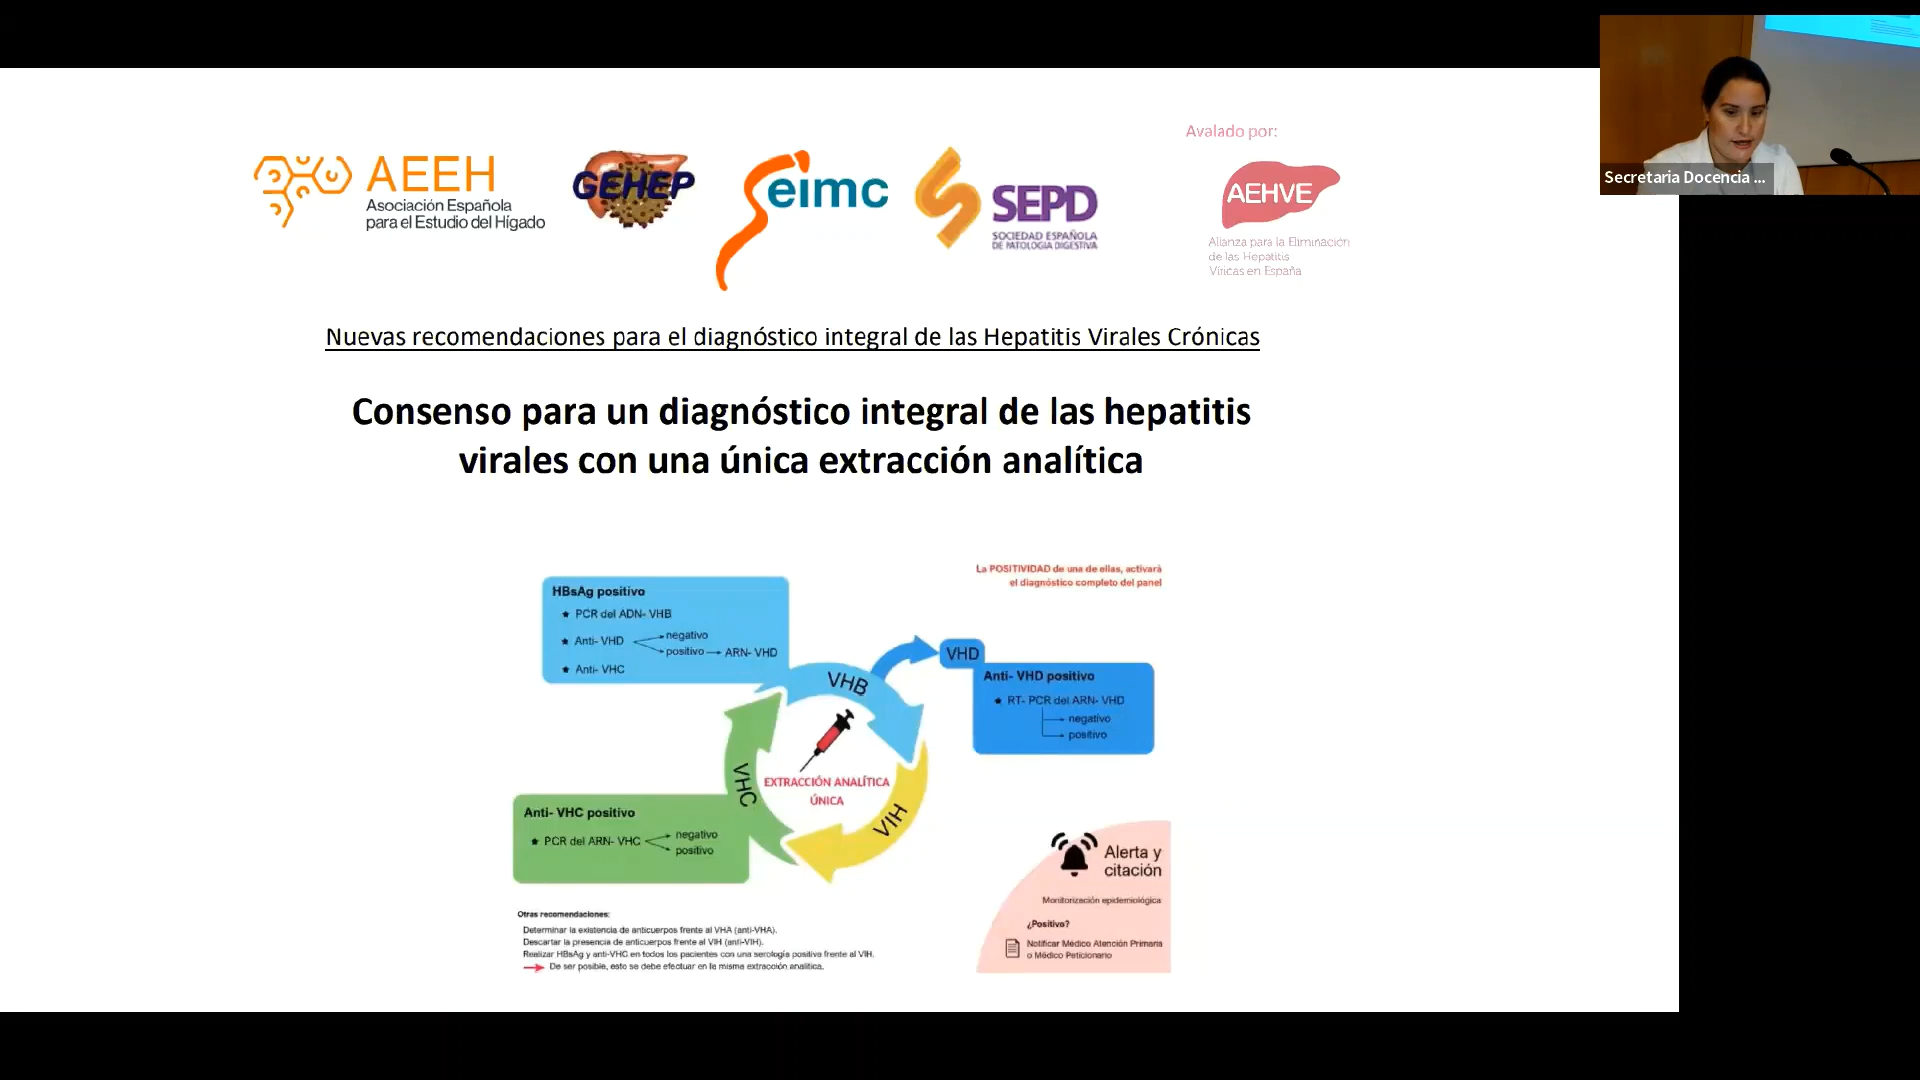 Secretaria Docencia ...
Avalado por:
AEEH
Asociación Española
para el Estudio del Hígado
GEHEP
Seimc
SEPD
SOCIEDAD ESPAÑOLA
DE PATOLOGIA DIGESTIVA
AEHVE
Alianza para la Eliminación
de las Hepatitis
Víricas en España
Nuevas recomendaciones para el diagnóstico integral de las Hepatitis Virales Crónicas
Consenso para un diagnóstico integral de las hepatitis
virales con una única extracción analítica
La POSITIVIDAD de una de ellas, activará
el diagnóstico completo del panel
HBsAg positivo
PCR del ADN- VHB
Anti- VHD
negativo
positivo
ARN- VHD
Anti- VHC
VHB
VHD
Anti- VHD positivo
RT- PCR del ARN- VHD
negativo
positivo
VHC
EXTRACCIÓN ANALÍTICA
ÚNICA
VIH
Anti- VHC positivo
PCR del ARN- VHC
negativo
positivo
Alerta y
citación
Monitorización epidemiológica
¿Positivo?
Notificar Médico Atención Primaria
o Médico Peticionario
Otras recomendaciones:
Determinar la existencia de anticuerpos frente al VHA (anti-VHA).
Descartar la presencia de anticuerpos frente al VIH (anti-VIH).
Realizar HBsAg y anti-VHC en todos los pacientes con una serología positiva frente al VIH.
De ser posible, esto se debe efectuar en la misma extracción analítica.